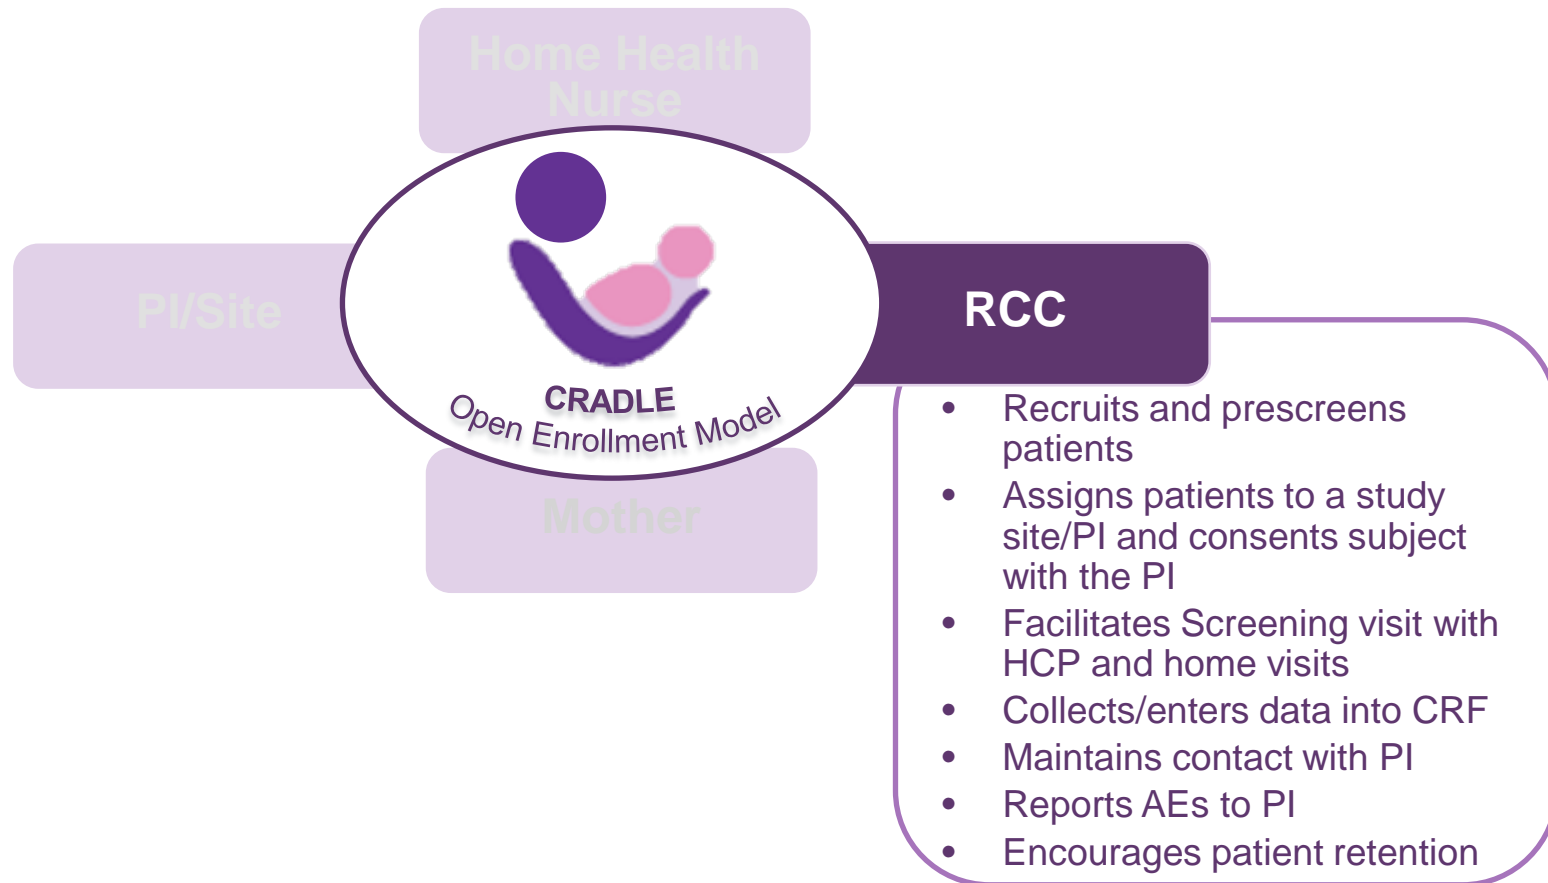 Home Health
Nurse
PI/Site
RCC
CRADLE
Open Enrollment Model
Mother
• Recruits and prescreens
patients
• Assigns patients to a study
site/PI and consents subject
with the PI
• Facilitates Screening visit with
HCP and home visits
• Collects/enters data into CRF
• Maintains contact with PI
• Reports AEs to PI
• Encourages patient retention